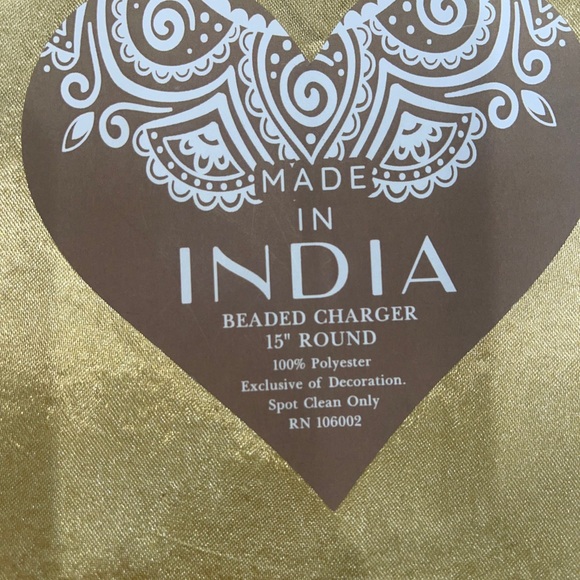 MADE
IN
INDIA
BEADED CHARGER
15" ROUND
100% Polyester
Exclusive of Decoration.
Spot Clean Only
RN 106002